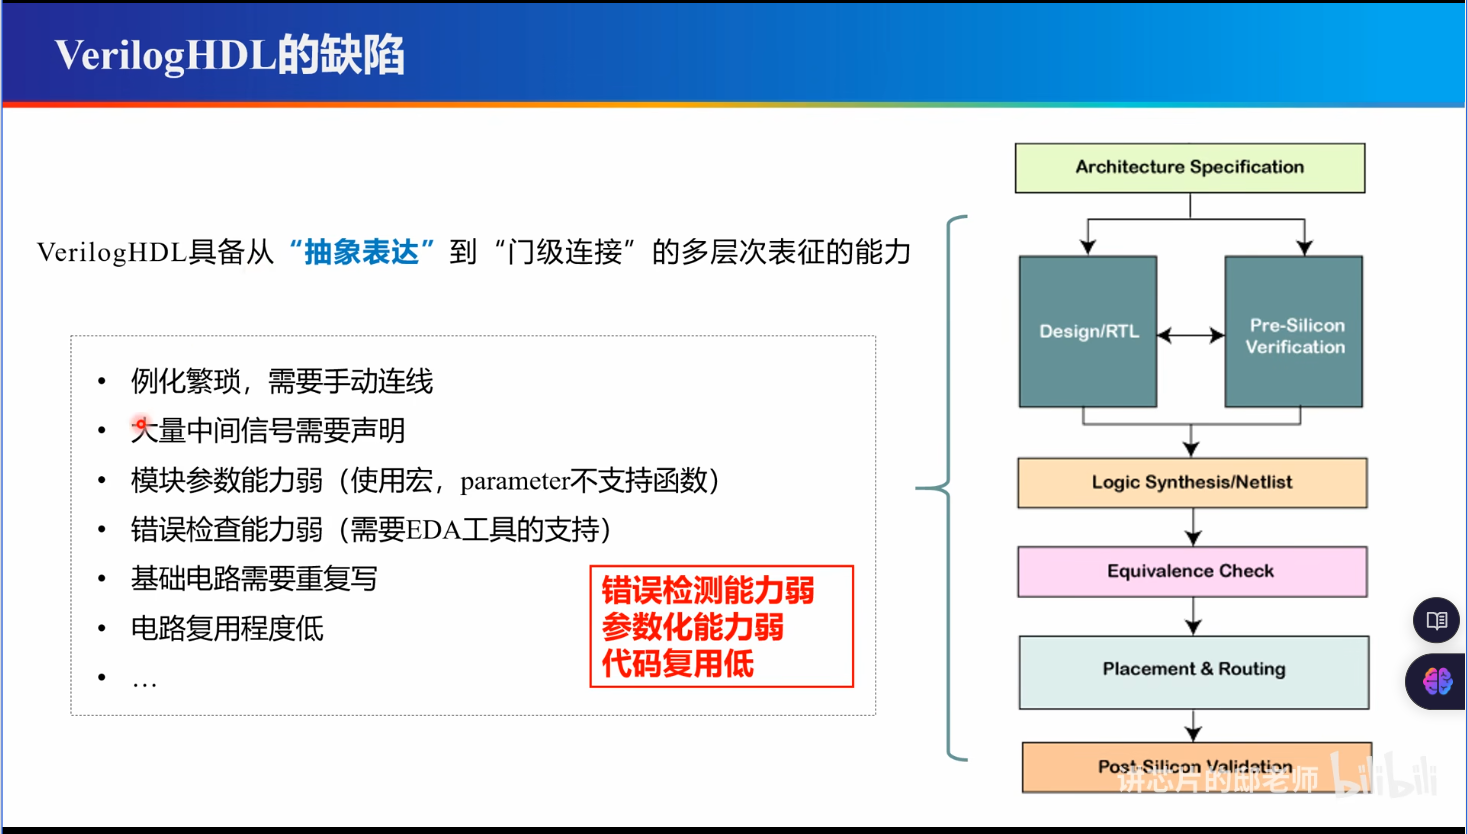 VerilogHDL的缺陷
VerilogHDL具备从“抽象表达”到“门级连接”的多层次表征的能力
• 例化繁琐，需要手动连线
• 大量中间信号需要声明
• 模块参数能力弱（使用宏，parameter不支持函数）
• 错误检查能力弱（需要EDA工具的支持）
• 基础电路需要重复写
• 电路复用程度低
• …
错误检测能力弱
参数化能力弱
代码复用低
Architecture Specification
Design/RTL
Pre-Silicon
Verification
Logic Synthesis/Netlist
Equivalence Check
Placement & Routing
Post Silicon Validation
讲芯片的邸老师 bilibili